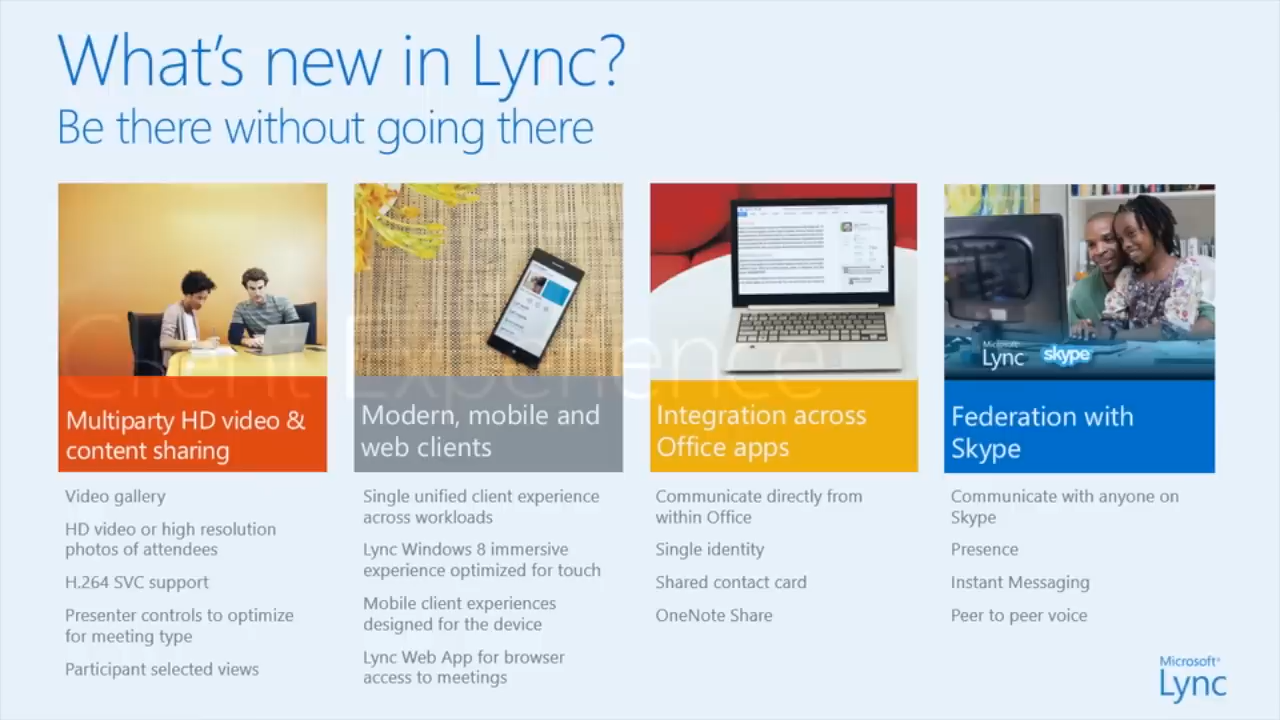 What's new in Lync?
Be there without going there
Client Experience
Microsoft
Lync
skype
Multiparty HD video &
content sharing
Modern, mobile and
web clients
Integration across
Office apps
Federation with
Skype
Video gallery
HD video or high resolution
photos of attendees
H.264 SVC support
Presenter controls to optimize
for meeting type
Participant selected views
Single unified client experience
across workloads
Lync Windows 8 immersive
experience optimized for touch
Mobile client experiences
designed for the device
Lync Web App for browser
access to meetings
Communicate directly from
within Office
Single identity
Shared contact card
OneNote Share
Communicate with anyone on
Skype
Presence
Instant Messaging
Peer to peer voice
Microsoft®
Lync